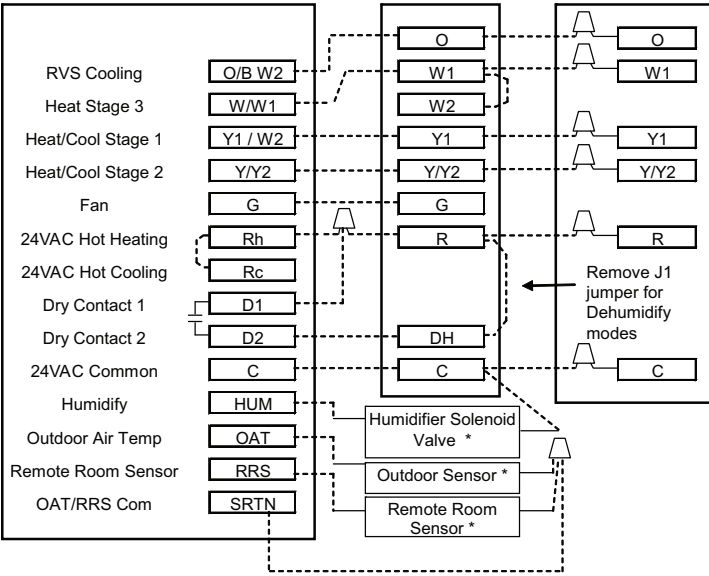 O O
RVS Cooling O/B W2 W1 W1
Heat Stage 3 W/W1 W2
Heat/Cool Stage 1 Y1 / W2 Y1 Y1
Heat/Cool Stage 2 Y/Y2 Y/Y2 Y/Y2
Fan G G
24VAC Hot Heating Rh R R
24VAC Hot Cooling Rc
Remove J1
jumper for
Dehumidify
modes
Dry Contact 1 D1
Dry Contact 2 D2 DH
24VAC Common C C C
Humidify HUM
Humidifier Solenoid
Valve *
Outdoor Air Temp OAT
Outdoor Sensor *
Remote Room Sensor RRS
OAT/RRS Com SRTN
Remote Room
Sensor *